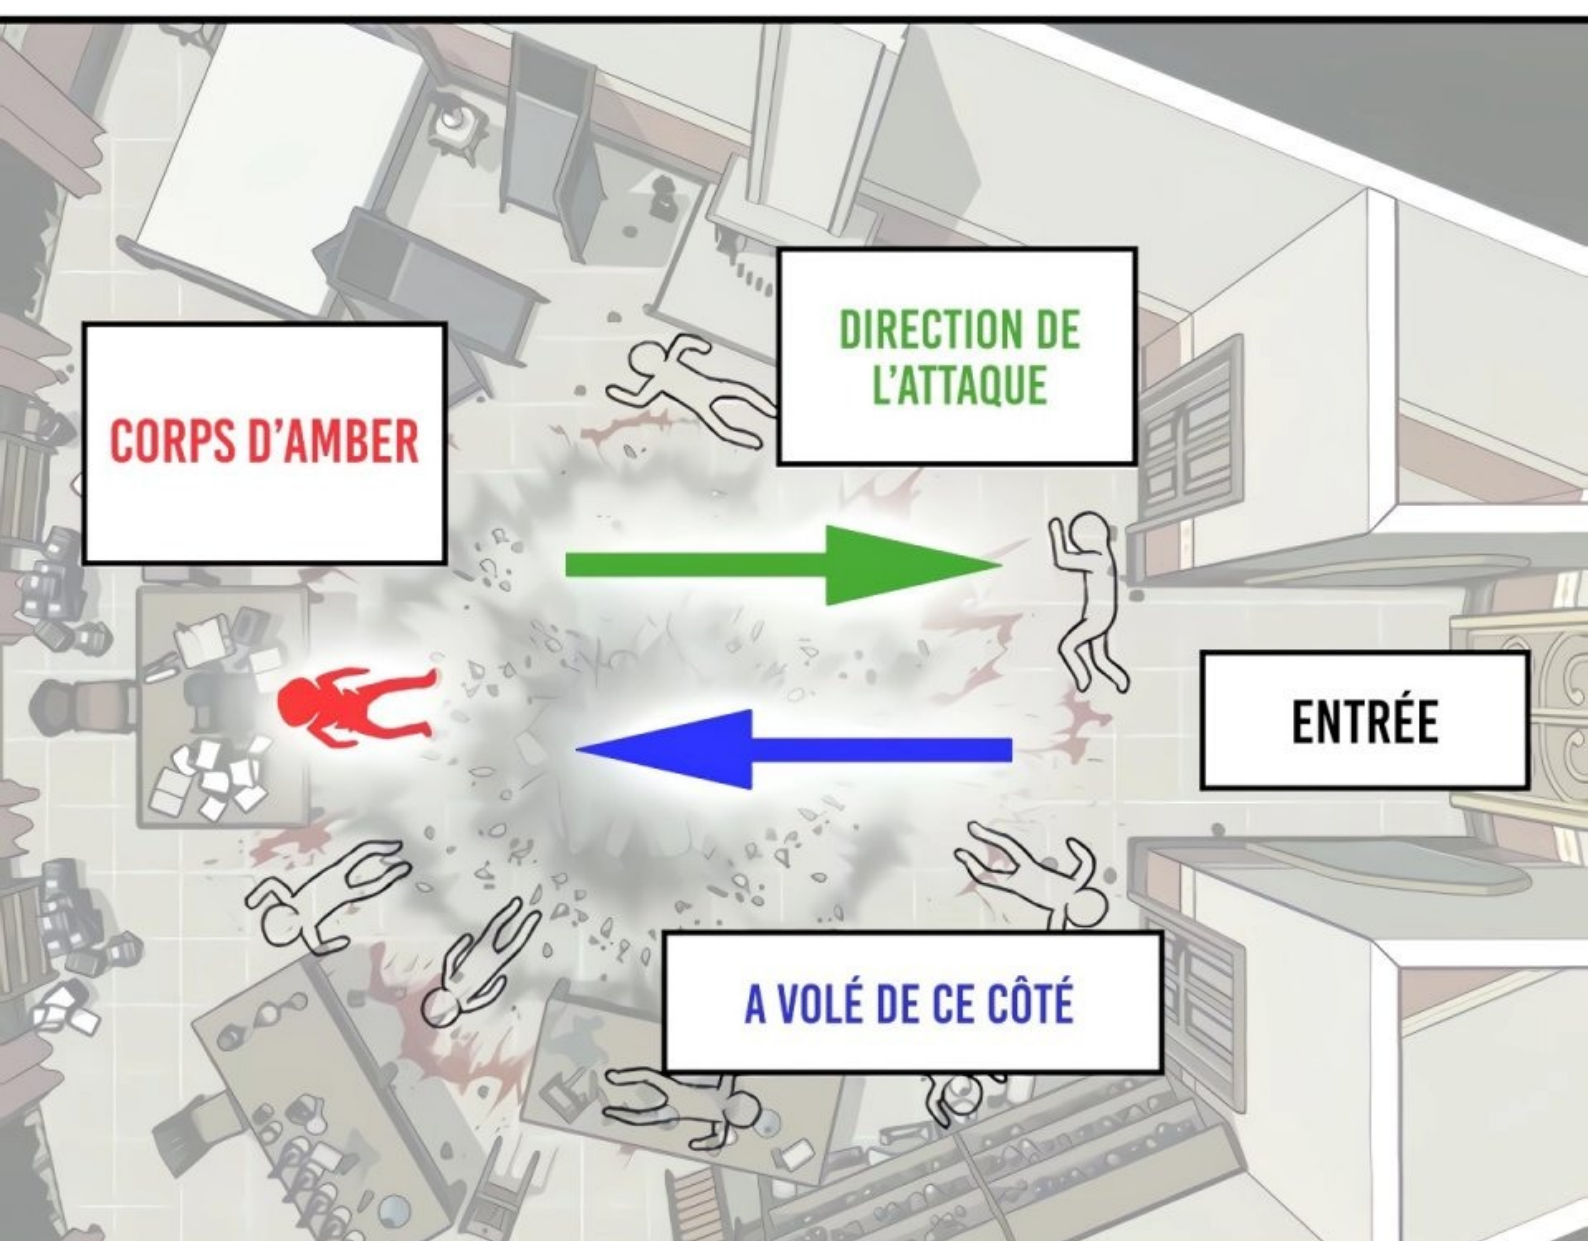 DIRECTION DE
L'ATTAQUE
CORPS D'AMBER
ENTRÉE
A VOLÉ DE CE CÔTÉ